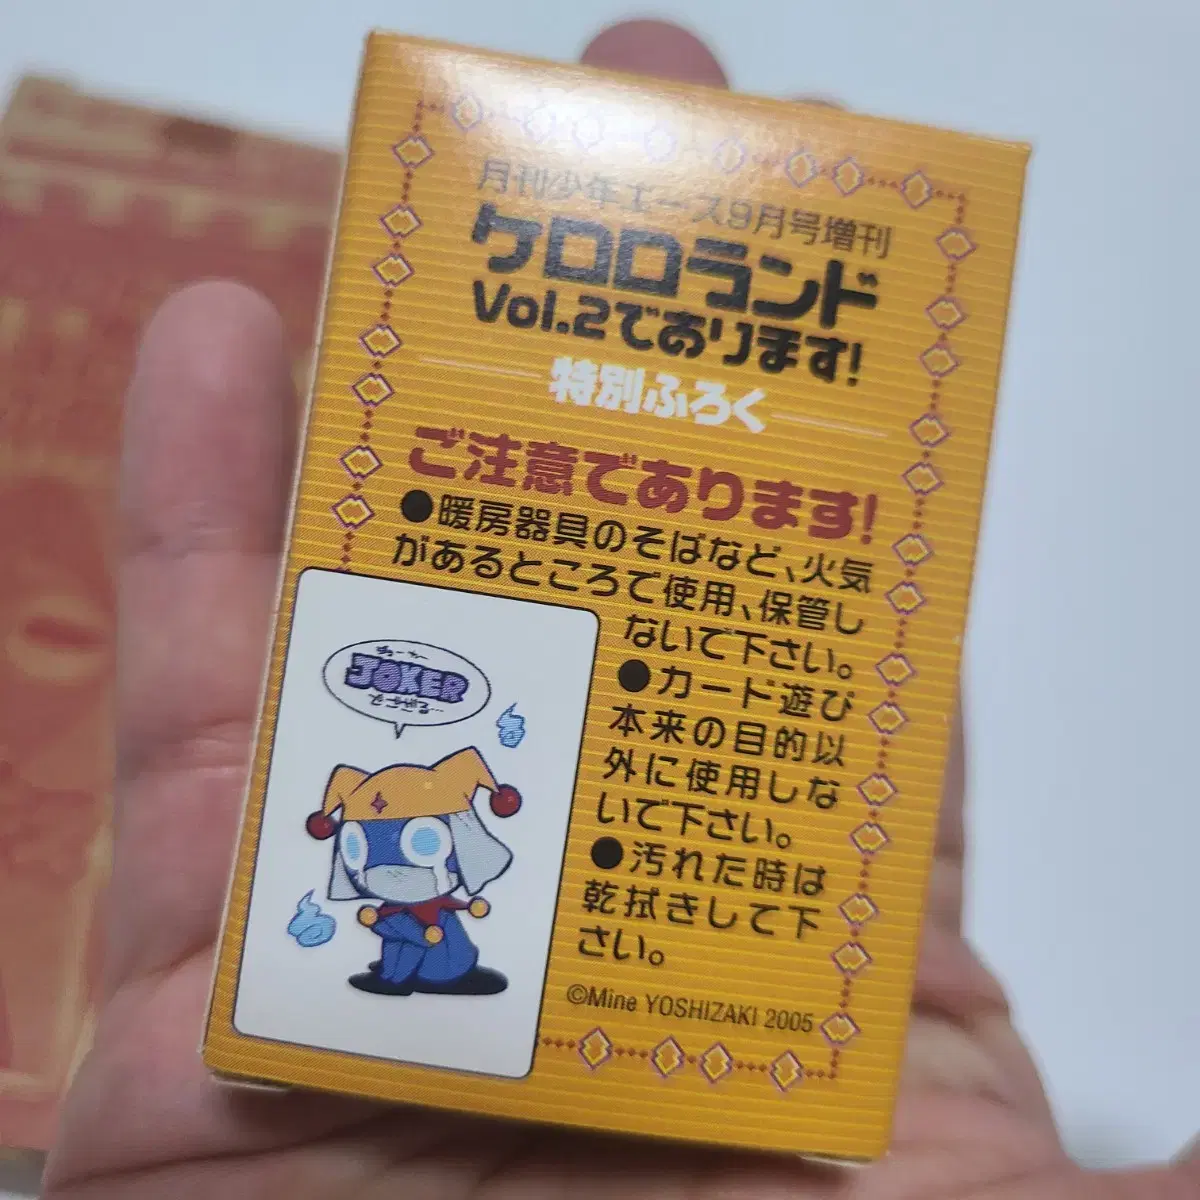 月刊少年エース9月号増刊
ケロロランド
Vol.2であります!
特別ふろく
ご注意であります!
●暖房器具のそばなど、火気
があるところで使用、保管し
ないで下さい。
●カード遊び
本来の目的以
外に使用しな
いで下さい。
●汚れた時は
乾拭きして下
さい。
©Mine YOSHIZAKI 2005
ジョーカー
JOKER